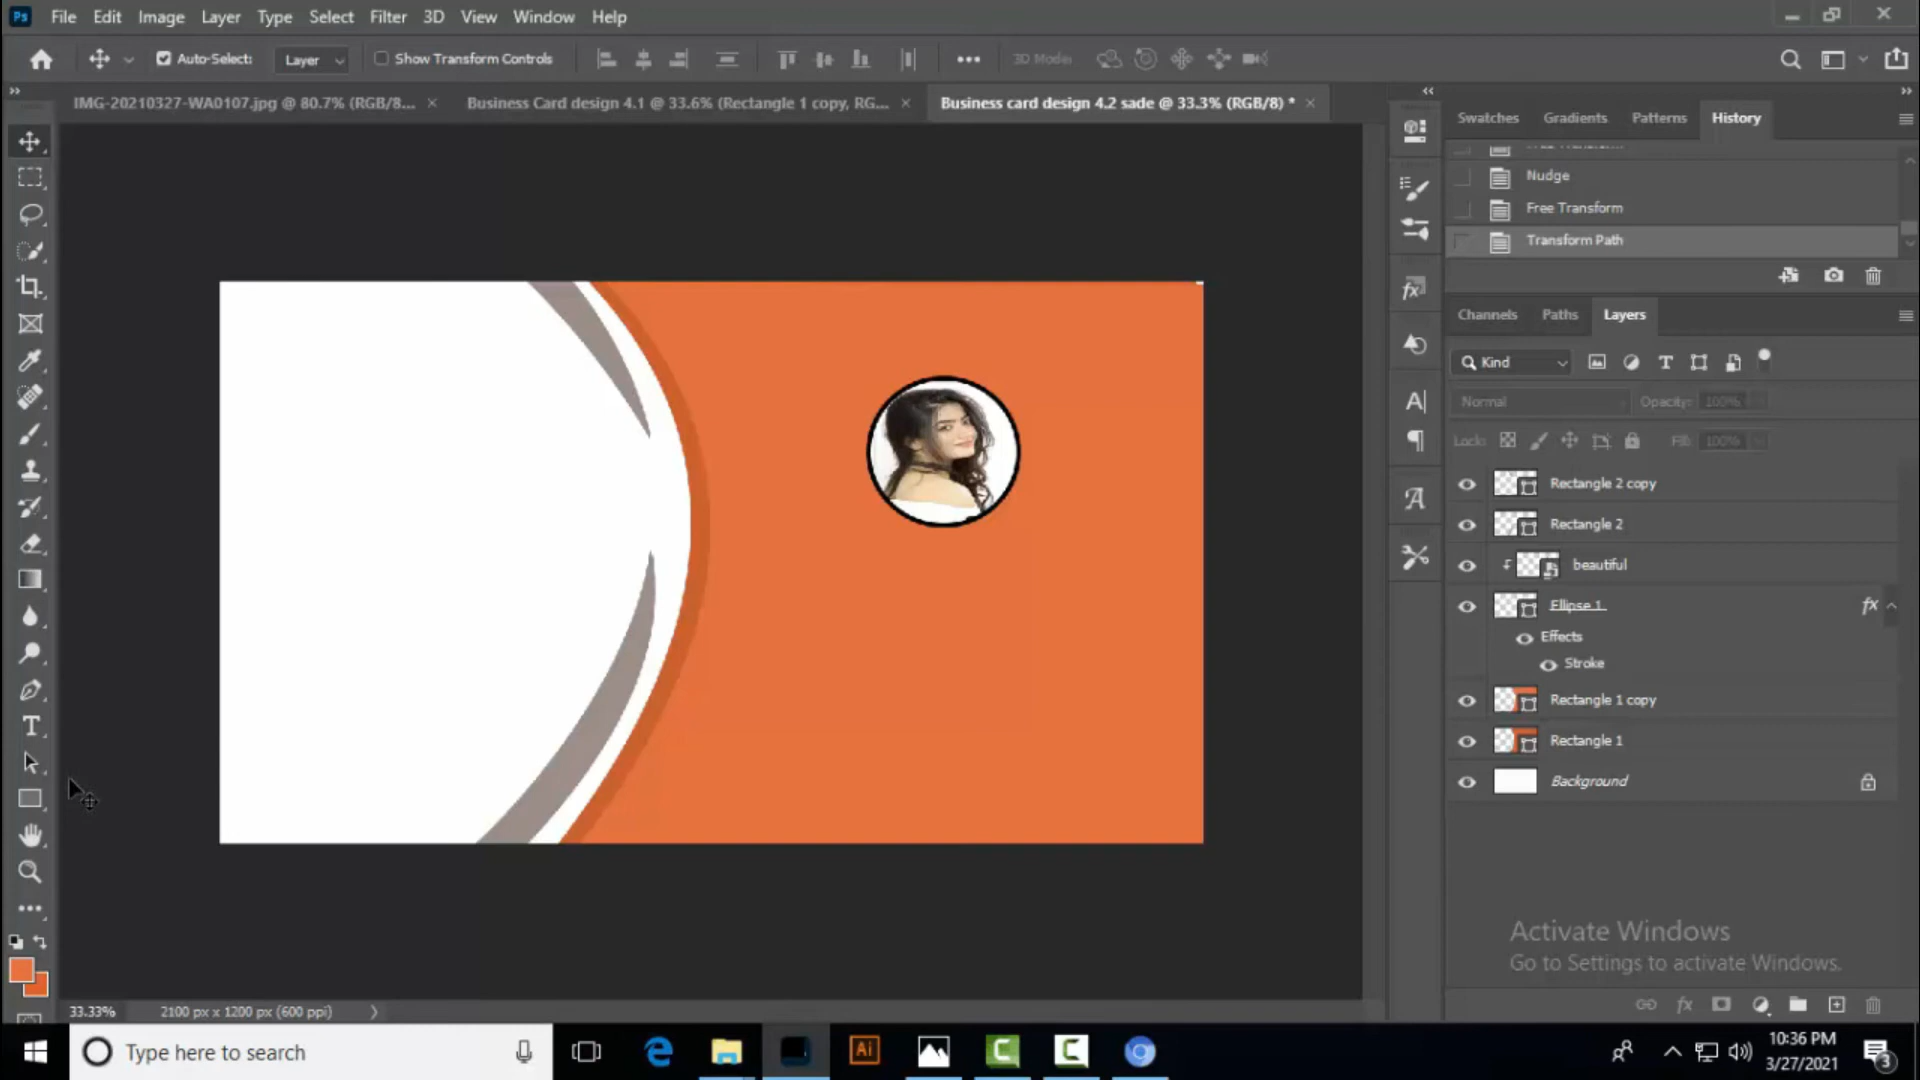 Ps File Edit Image Layer Type Select Filter 3D View Window Help
Auto-Select: Layer Show Transform Controls ••• 3D Mode:
IMG-20210327-WA0107.jpg @ 80.7% (RGB/8... × Business Card design 4.1 @ 33.6% (Rectangle 1 copy, RG... × Business card design 4.2 sade @ 33.3% (RGB/8) * ×
Swatches Gradients Patterns History
Nudge
Free Transform
Transform Path
Channels Paths Layers
Kind
Normal Opacity: 100%
Lock: Fill: 100%
Rectangle 2 copy
Rectangle 2
beautiful
Ellipse 1 fx
Effects
Stroke
Rectangle 1 copy
Rectangle 1
Background
Activate Windows
Go to Settings to activate Windows.
33.33% 2100 px x 1200 px (600 ppi)
Type here to search
Ai
10:36 PM
3/27/2021
3